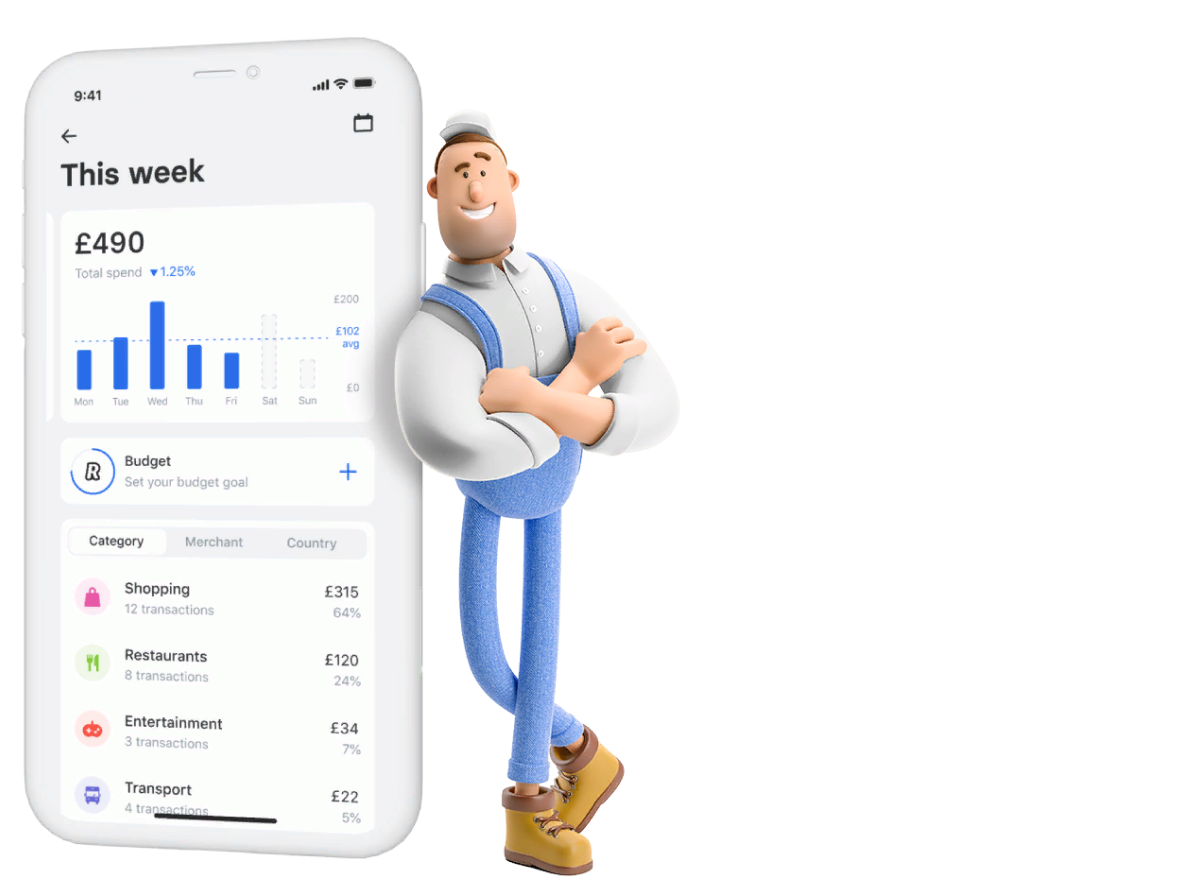 9:41
This week
£490
Total spend ▼1.25%
£200
£102
avg
£0
Mon Tue Wed Thu Fri Sat Sun
R
Budget
Set your budget goal
+
Category Merchant Country
Shopping £315
12 transactions 64%
Restaurants £120
8 transactions 24%
Entertainment £34
3 transactions 7%
Transport £22
4 transactions 5%